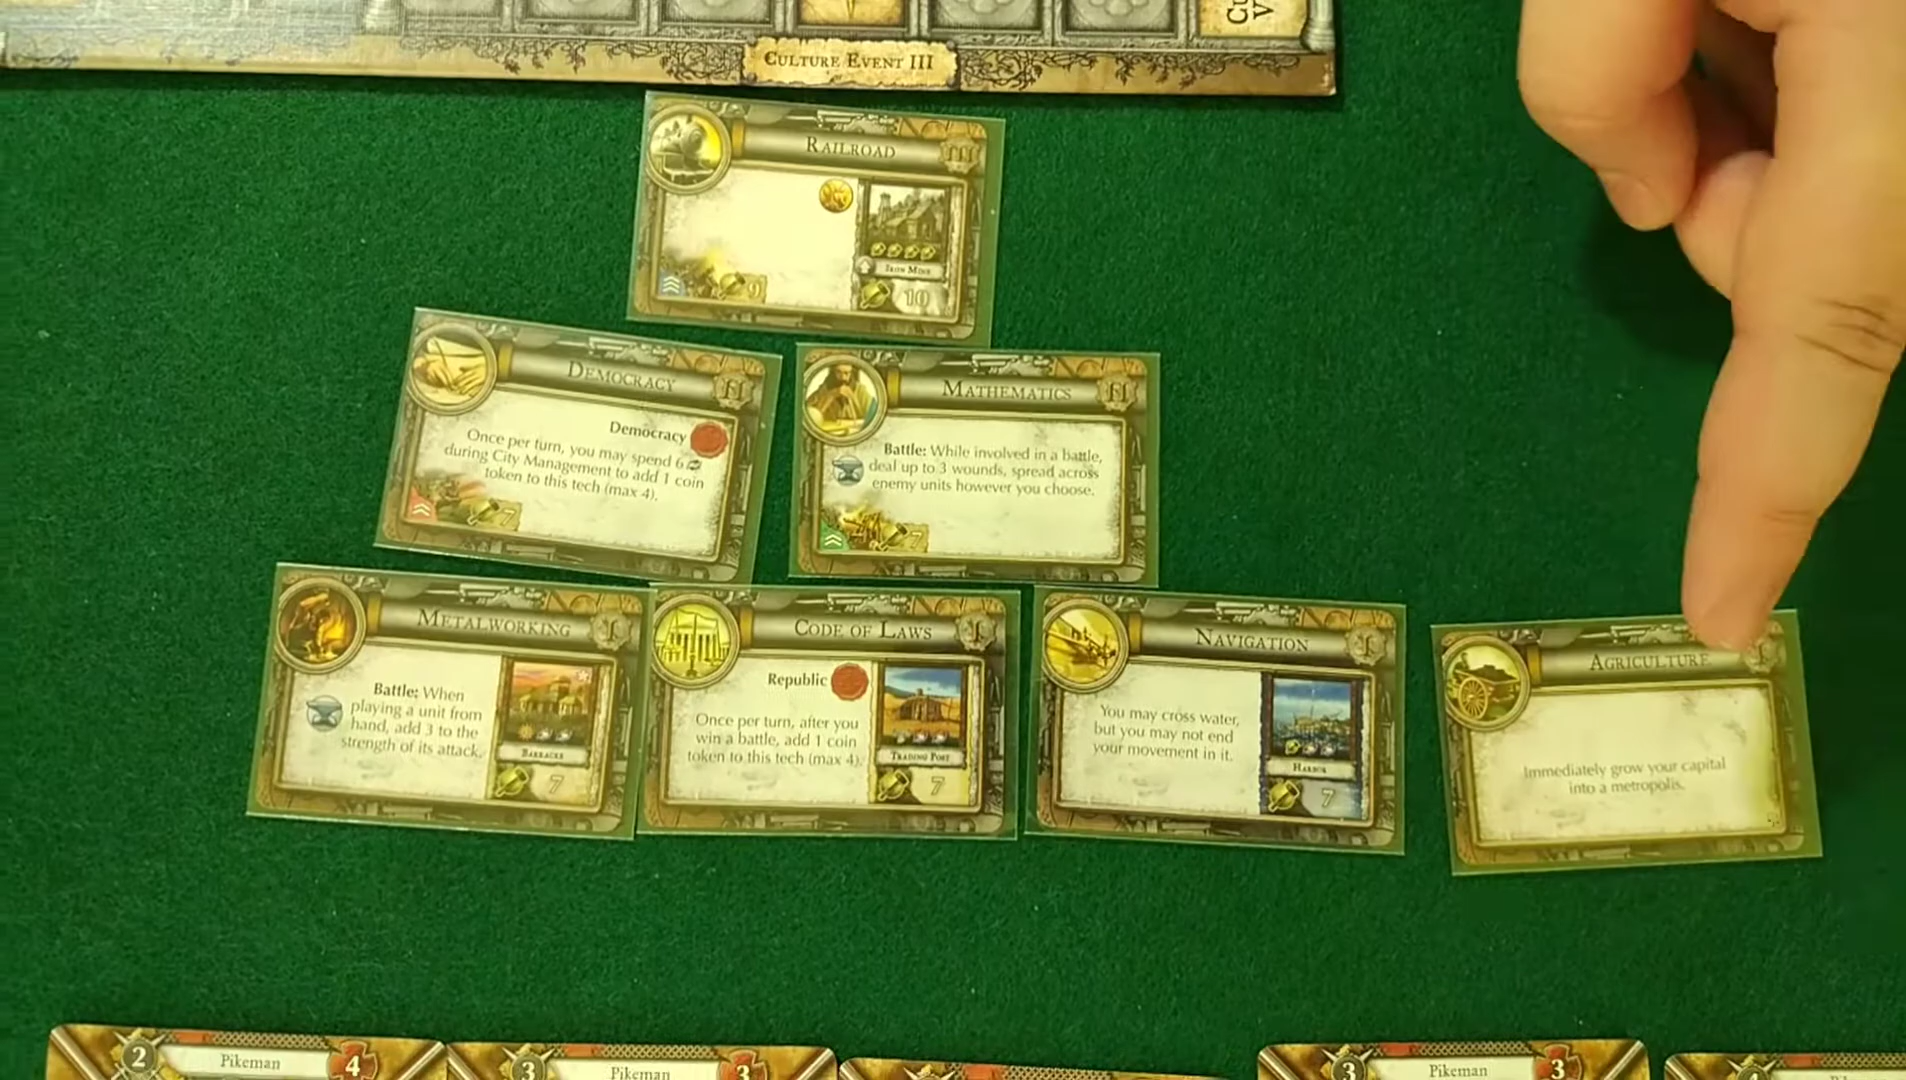 Cu
V
Culture Event III
Railroad
III
Iron Mine
9
10
Democracy
II
Democracy
Once per turn, you may spend 6
during City Management to add 1 coin
token to this tech (max 4).
7
Mathematics
II
Battle: While involved in a battle,
deal up to 3 wounds, spread across
enemy units however you choose.
7
Metalworking
I
Battle: When
playing a unit from
hand, add 3 to the
strength of its attack.
Barracks
7
Code of Laws
I
Republic
Once per turn, after you
win a battle, add 1 coin
token to this tech (max 4).
Trading Post
7
Navigation
I
You may cross water,
but you may not end
your movement in it.
Harbor
7
Agriculture
I
Immediately grow your capital
into a metropolis.
2 Pikeman 4
3 Pikeman 3
3 Pikeman 3